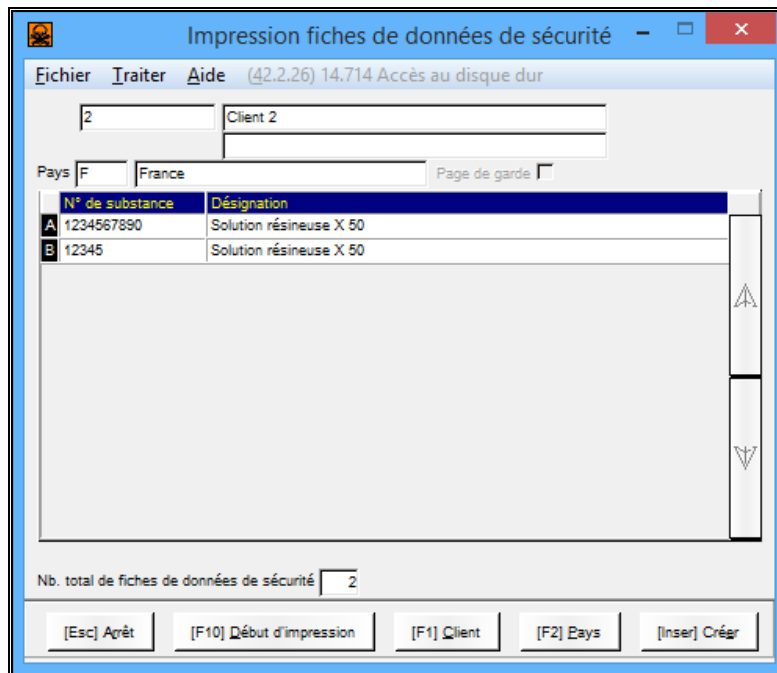 Impression fiches de données de sécurité
Fichier Traiter Aide (42.2.26) 14.714 Accès au disque dur
2 Client 2
Pays F France Page de garde
N° de substance Désignation
A 1234567890 Solution résineuse X 50
B 12345 Solution résineuse X 50
Nb. total de fiches de données de sécurité 2
[Esc] Arrêt [F10] Début d'impression [F1] Client [F2] Pays [Inser] Créer